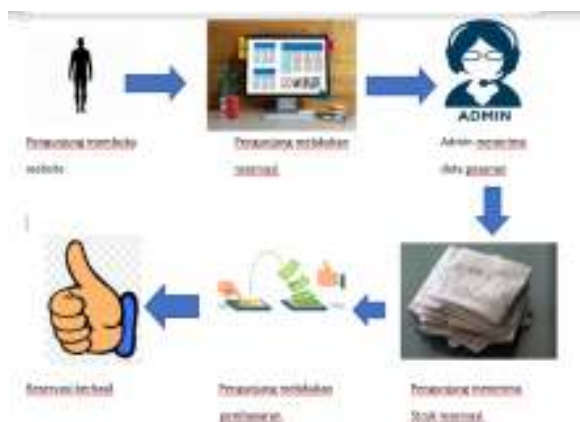 ADMIN
Pengunjung membuka
website
Pengunjung melakukan
reservasi
Admin menerima
data pesanan
Reservasi berhasil
Pengunjung melakukan
pembayaran.
Pengunjung menerima
Struk reservasi.